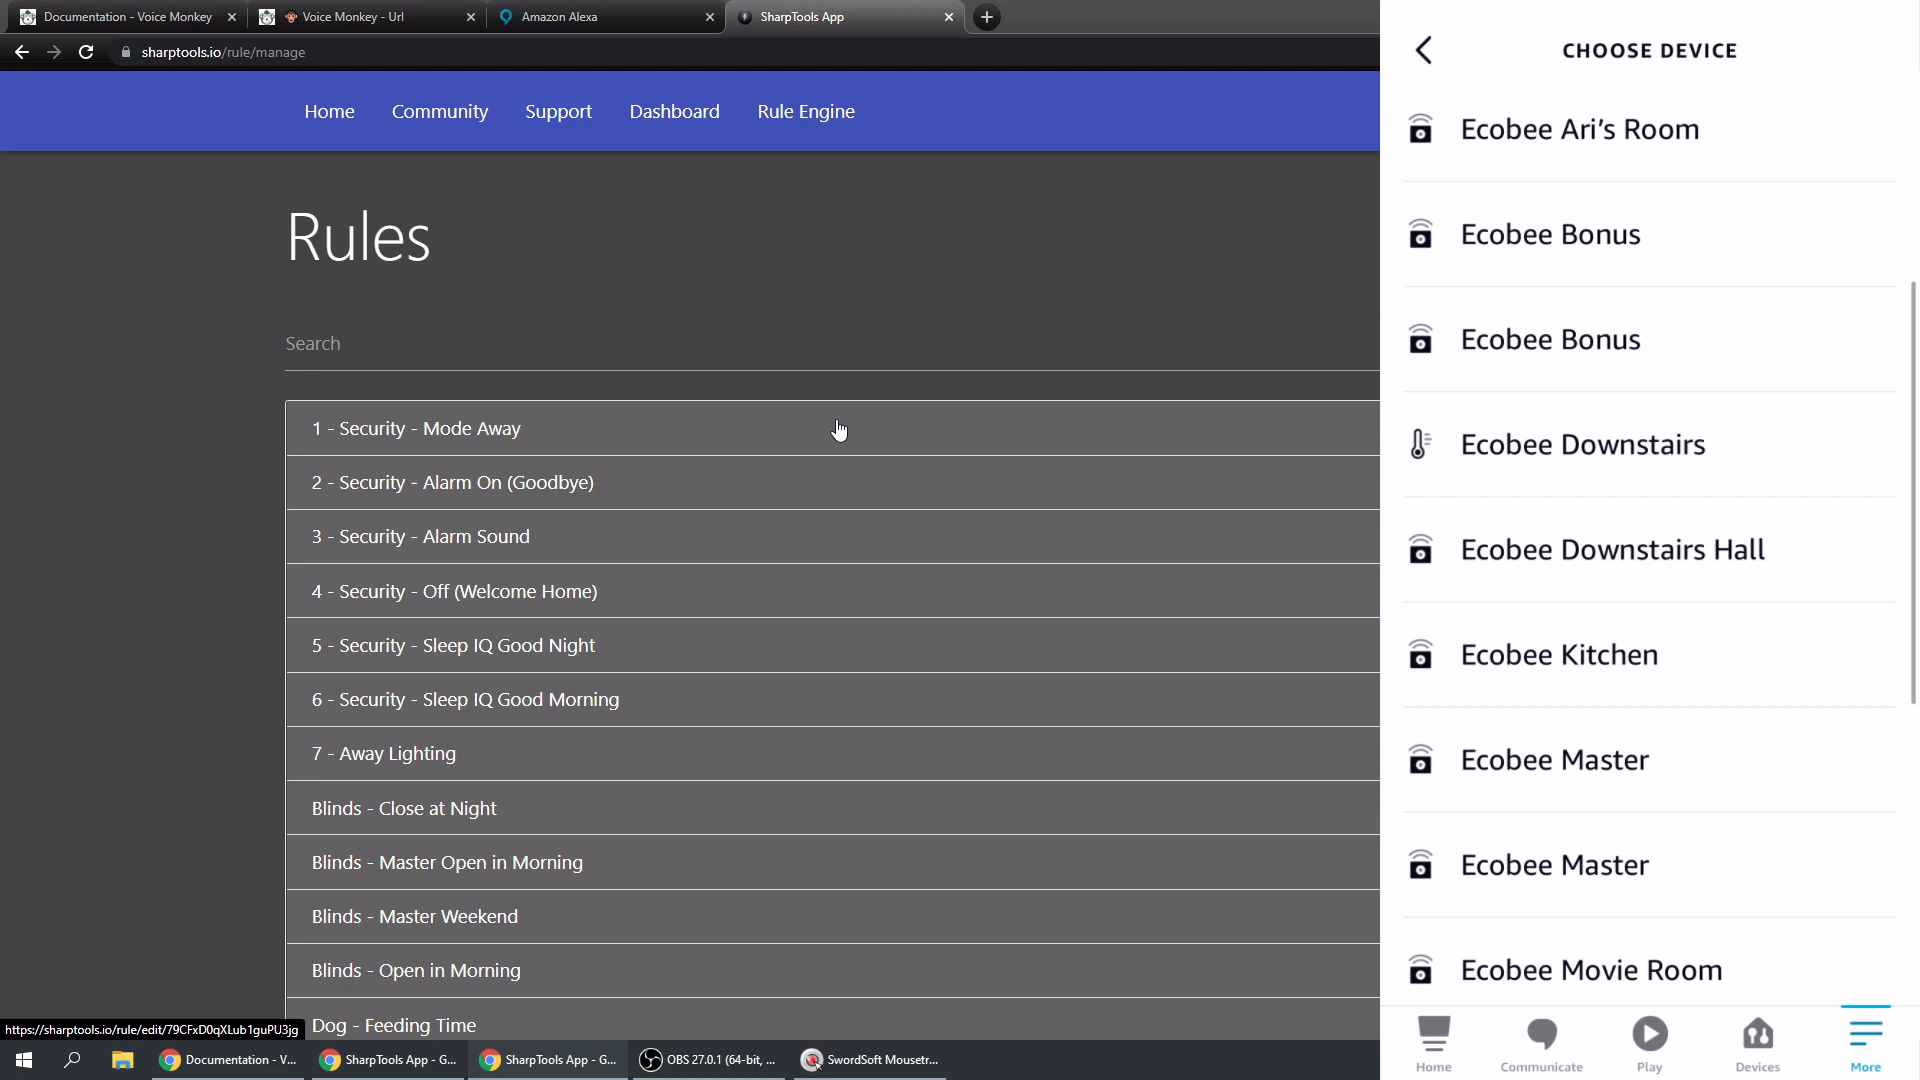 Documentation - Voice Monkey
Voice Monkey - Url
Amazon Alexa
SharpTools App
sharptools.io/rule/manage
Home
Community
Support
Dashboard
Rule Engine
Rules
Search
1 - Security - Mode Away
2 - Security - Alarm On (Goodbye)
3 - Security - Alarm Sound
4 - Security - Off (Welcome Home)
5 - Security - Sleep IQ Good Night
6 - Security - Sleep IQ Good Morning
7 - Away Lighting
Blinds - Close at Night
Blinds - Master Open in Morning
Blinds - Master Weekend
Blinds - Open in Morning
Dog - Feeding Time
https://sharptools.io/rule/edit/79CFxD0qXLub1guPU3jg
Documentation - V...
SharpTools App - G...
SharpTools App - G...
OBS 27.0.1 (64-bit, ...
SwordSoft Mousetr...
CHOOSE DEVICE
Ecobee Ari's Room
Ecobee Bonus
Ecobee Bonus
Ecobee Downstairs
Ecobee Downstairs Hall
Ecobee Kitchen
Ecobee Master
Ecobee Master
Ecobee Movie Room
Home
Communicate
Play
Devices
More